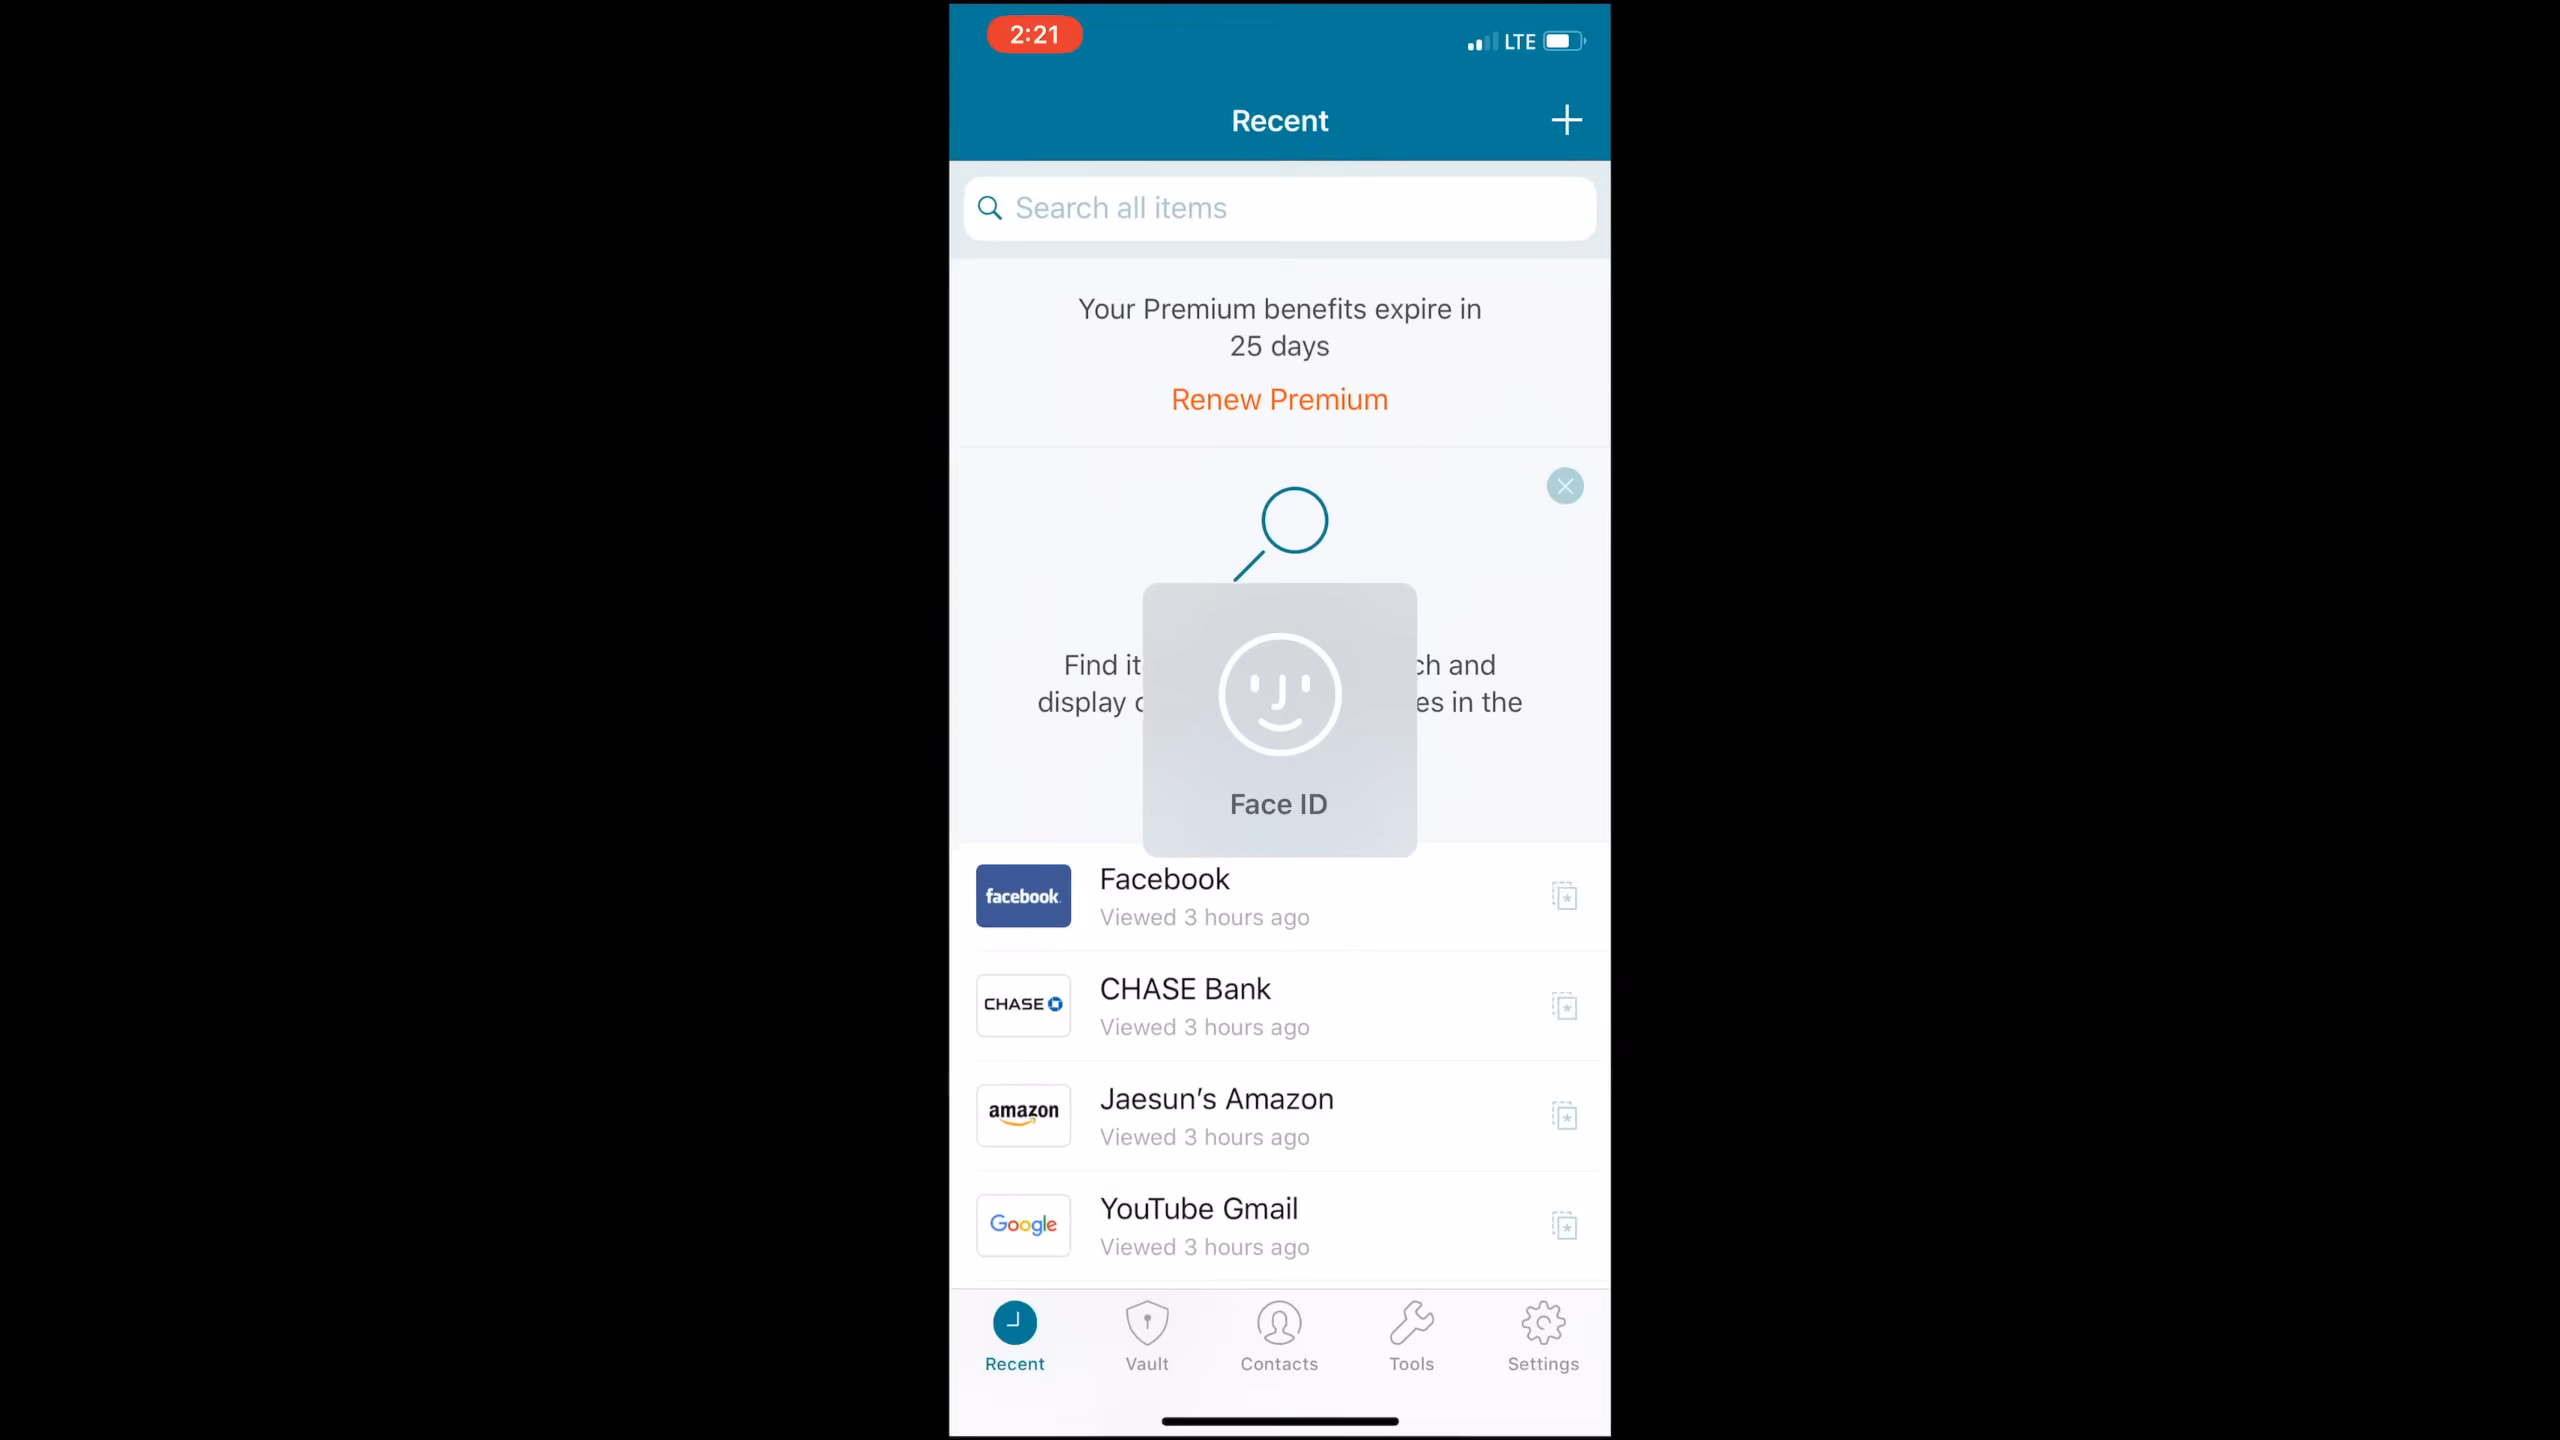 2:21
LTE
Recent
Search all items
Your Premium benefits expire in
25 days
Renew Premium
Find it ch and
display es in the
Face ID
facebook
Facebook
Viewed 3 hours ago
CHASE
CHASE Bank
Viewed 3 hours ago
amazon
Jaesun's Amazon
Viewed 3 hours ago
Google
YouTube Gmail
Viewed 3 hours ago
Recent
Vault
Contacts
Tools
Settings